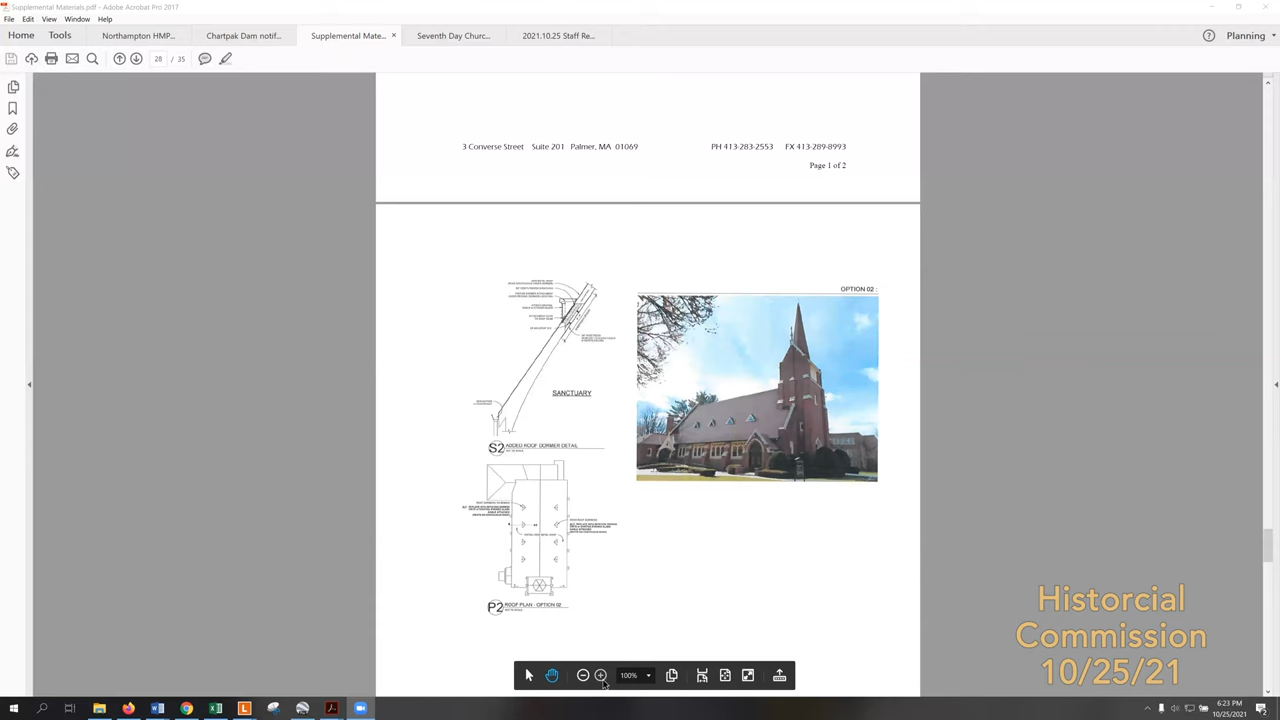 Supplemental Materials.pdf - Adobe Acrobat Pro 2017
File Edit View Window Help
Home Tools Northampton HMP... Chartpak Dam notif... Supplemental Mate... × Seventh Day Churc... 2021.10.25 Staff Re... Planning
28 / 35
3 Converse Street Suite 201 Palmer, MA 01069 PH 413-283-2553 FX 413-289-8993
Page 1 of 2
OPTION 02 :
SANCTUARY
S2 ADDED ROOF DORMER DETAIL
P2 ROOF PLAN - OPTION 02
100%
Historcial
Commission
10/25/21
6:23 PM
10/25/2021